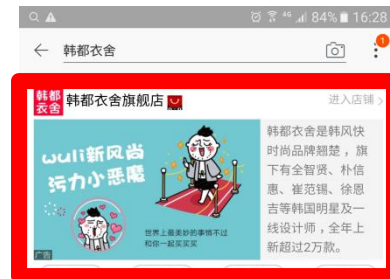 46 84% 16:28
韩都衣舍
1
韩都
衣舍
韩都衣舍旗舰店
进入店铺 >
wuli新风尚
污力小恶魔
世界上最美妙的事情不过
和你一起买买买
广告
韩都衣舍是韩风快
时尚品牌翘楚，旗
下有全智贤、朴信
惠、崔范锡、徐恩
吉等韩国明星及一
线设计师，全年上
新超过2万款。